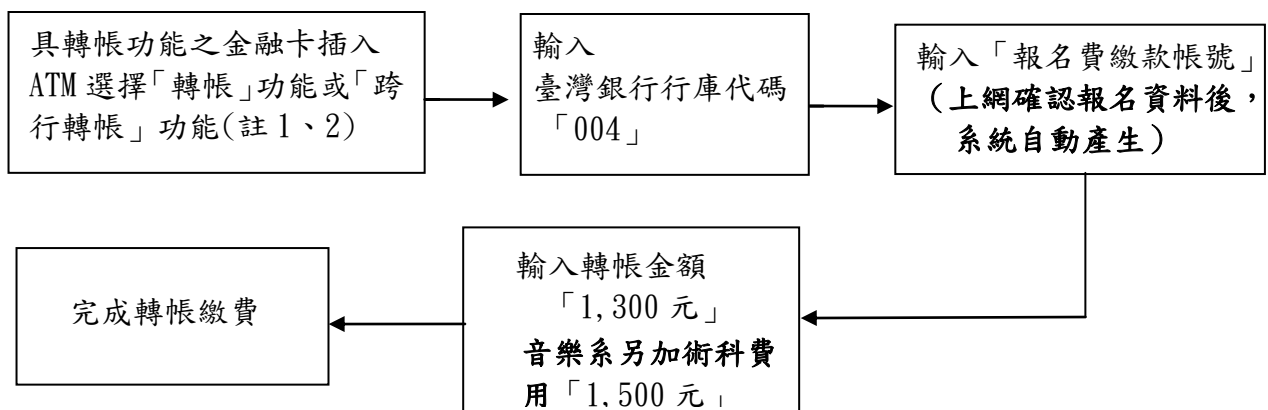 具轉帳功能之金融卡插入
ATM 選擇「轉帳」功能或「跨
行轉帳」功能(註 1、2)
輸入
臺灣銀行行庫代碼
「004」
輸入「報名費繳款帳號」
(上網確認報名資料後，
系統自動產生)
輸入轉帳金額
「1,300 元」
音樂系另加術科費
用「1,500 元」
完成轉帳繳費